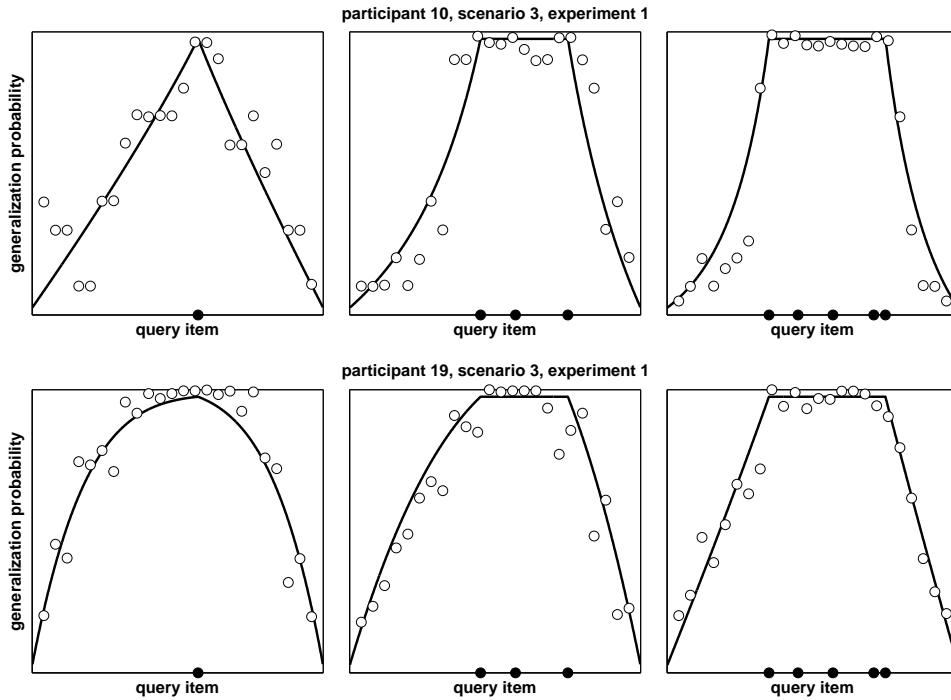 participant 10, scenario 3, experiment 1
generalization probability
query item
query item
query item
participant 19, scenario 3, experiment 1
generalization probability
query item
query item
query item